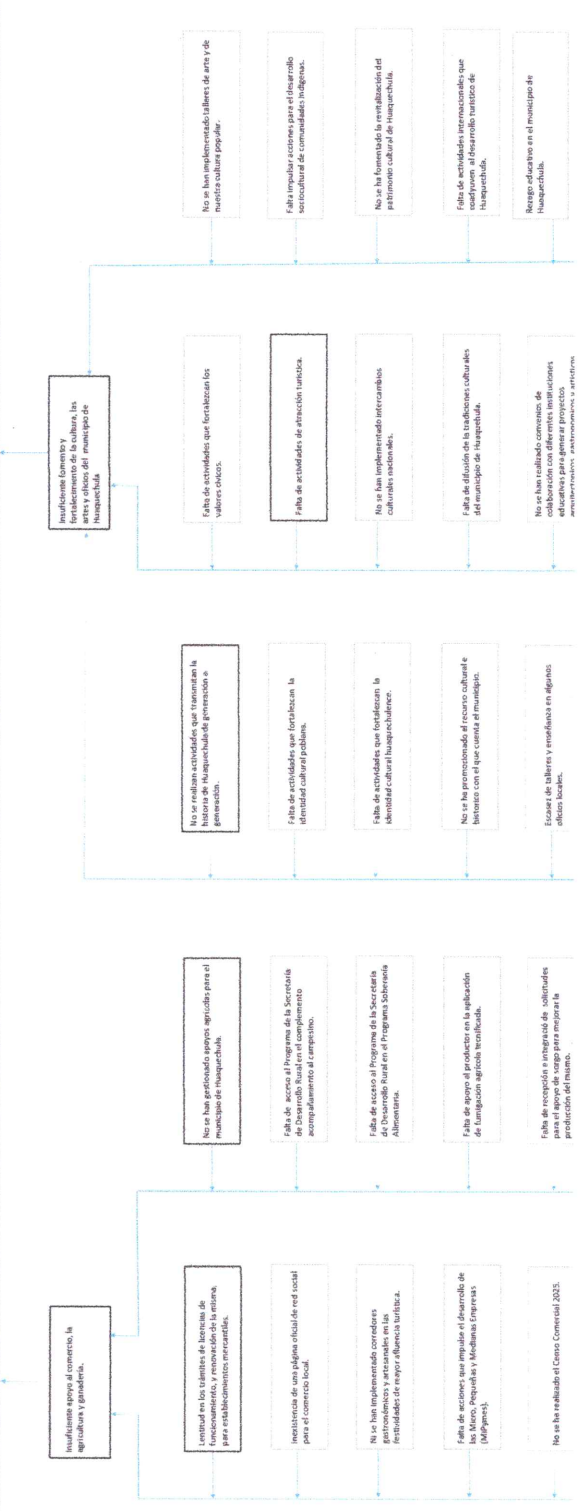 Insuficiente apoyo al comercio, la
agricultura y ganadería.
Lentitud en los trámites de licencias de
funcionamiento, y renovación de la misma,
para establecimientos mercantiles.
Inexistencia de una página oficial de red social
para el comercio local.
Ni se han implementado corredores
gastronómicos y artesanales en las
festividades de mayor afluencia turística.
Falta de acciones que impulse el desarrollo de
las Micro, Pequeñas y Medianas Empresas
(MiPymes).
No se ha realizado el Censo Comercial 2025.
No se han gestionado apoyos agrícolas para el
municipio de Huaquechula.
Falta de acceso al Programa de la Secretaria
de Desarrollo Rural en el complemento
acompañamiento al campesino.
Falta de acceso al Programa de la Secretaria
de Desarrollo Rural en el Programa Soberanía
Alimentaria.
Falta de apoyo al productor en la aplicación
de fumigación agrícola tecnificada.
Falta de recepción e integració de solicitudes
para el apoyo de sorgo para mejorar la
producción del mismo.
Insuficiente fomento y
fortalecimiento de la cultura, las
artes y oficios del municipio de
Huaquechula
No se realizan actividades que transmitan la
historia de Huaquechula de generación a
generación.
Falta de actividades que fortalezcan la
identidad cultural poblana.
Falta de actividades que fortalezcan la
identidad cultural huaquechulence.
No se ha promocionado el recurso cultural e
historico con el que cuenta el municipio.
Escasez de talleres y enseñanza en algunos
oficios locales.
Falta de actividades que fortalezcan los
valores cívicos.
Falta de actividades de atracción turística.
No se han implementado intercambios
culturales nacionales.
Falta de difusión de la tradiciones culturales
del municipio de Huaquehula.
No se han realizado convenios de
colaboración con diferentes instituciones
educativas para generar proyectos
arquitectonicos, gastronomicos y artísticos
No se han implementado talleres de arte y de
nuestra cultura popular.
Falta impulsar acciones para el desarrollo
sociocultural de comunidades indígenas.
No se ha fomentado la revitalización del
patrimonio cultural de Huaquechula.
Falta de actividades internacionales que
coadyuven al desarrollo turístico de
Huaquechula.
Rezago educativo en el municipio de
Huaquechula.